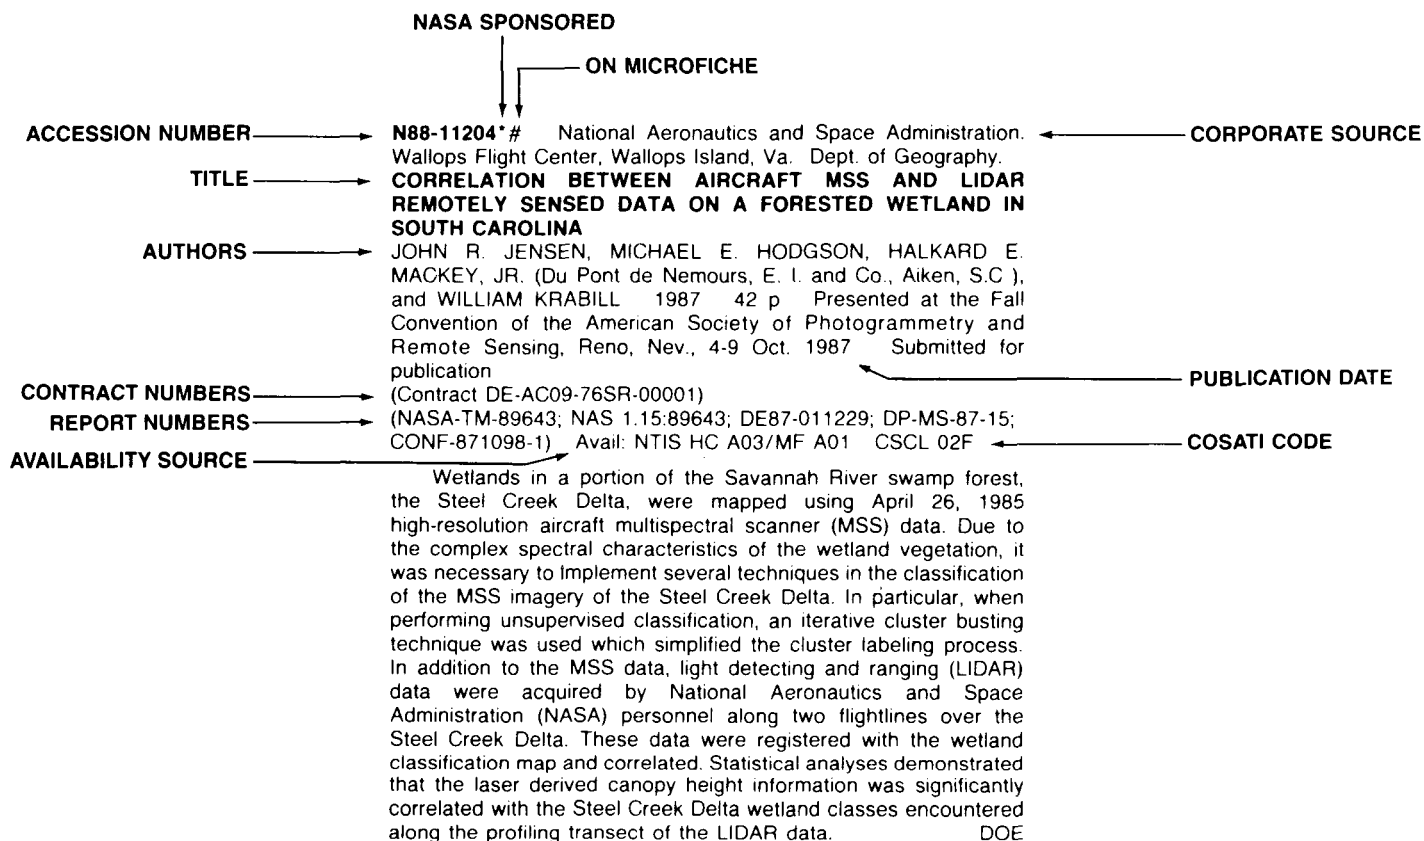 NASA SPONSORED
ON MICROFICHE
ACCESSION NUMBER
N88-11204*# National Aeronautics and Space Administration.
CORPORATE SOURCE
Wallops Flight Center, Wallops Island, Va. Dept. of Geography.
TITLE
CORRELATION BETWEEN AIRCRAFT MSS AND LIDAR
REMOTELY SENSED DATA ON A FORESTED WETLAND IN
SOUTH CAROLINA
AUTHORS
JOHN R. JENSEN, MICHAEL E. HODGSON, HALKARD E.
MACKEY, JR. (Du Pont de Nemours, E. I. and Co., Aiken, S.C ),
and WILLIAM KRABILL 1987 42 p Presented at the Fall
Convention of the American Society of Photogrammetry and
Remote Sensing, Reno, Nev., 4-9 Oct. 1987 Submitted for
publication
PUBLICATION DATE
CONTRACT NUMBERS
(Contract DE-AC09-76SR-00001)
REPORT NUMBERS
(NASA-TM-89643; NAS 1.15:89643; DE87-011229; DP-MS-87-15;
CONF-871098-1) Avail: NTIS HC A03/MF A01 CSCL 02F
COSATI CODE
AVAILABILITY SOURCE
Wetlands in a portion of the Savannah River swamp forest,
the Steel Creek Delta, were mapped using April 26, 1985
high-resolution aircraft multispectral scanner (MSS) data. Due to
the complex spectral characteristics of the wetland vegetation, it
was necessary to implement several techniques in the classification
of the MSS imagery of the Steel Creek Delta. In particular, when
performing unsupervised classification, an iterative cluster busting
technique was used which simplified the cluster labeling process.
In addition to the MSS data, light detecting and ranging (LIDAR)
data were acquired by National Aeronautics and Space
Administration (NASA) personnel along two flightlines over the
Steel Creek Delta. These data were registered with the wetland
classification map and correlated. Statistical analyses demonstrated
that the laser derived canopy height information was significantly
correlated with the Steel Creek Delta wetland classes encountered
along the profiling transect of the LIDAR data. DOE